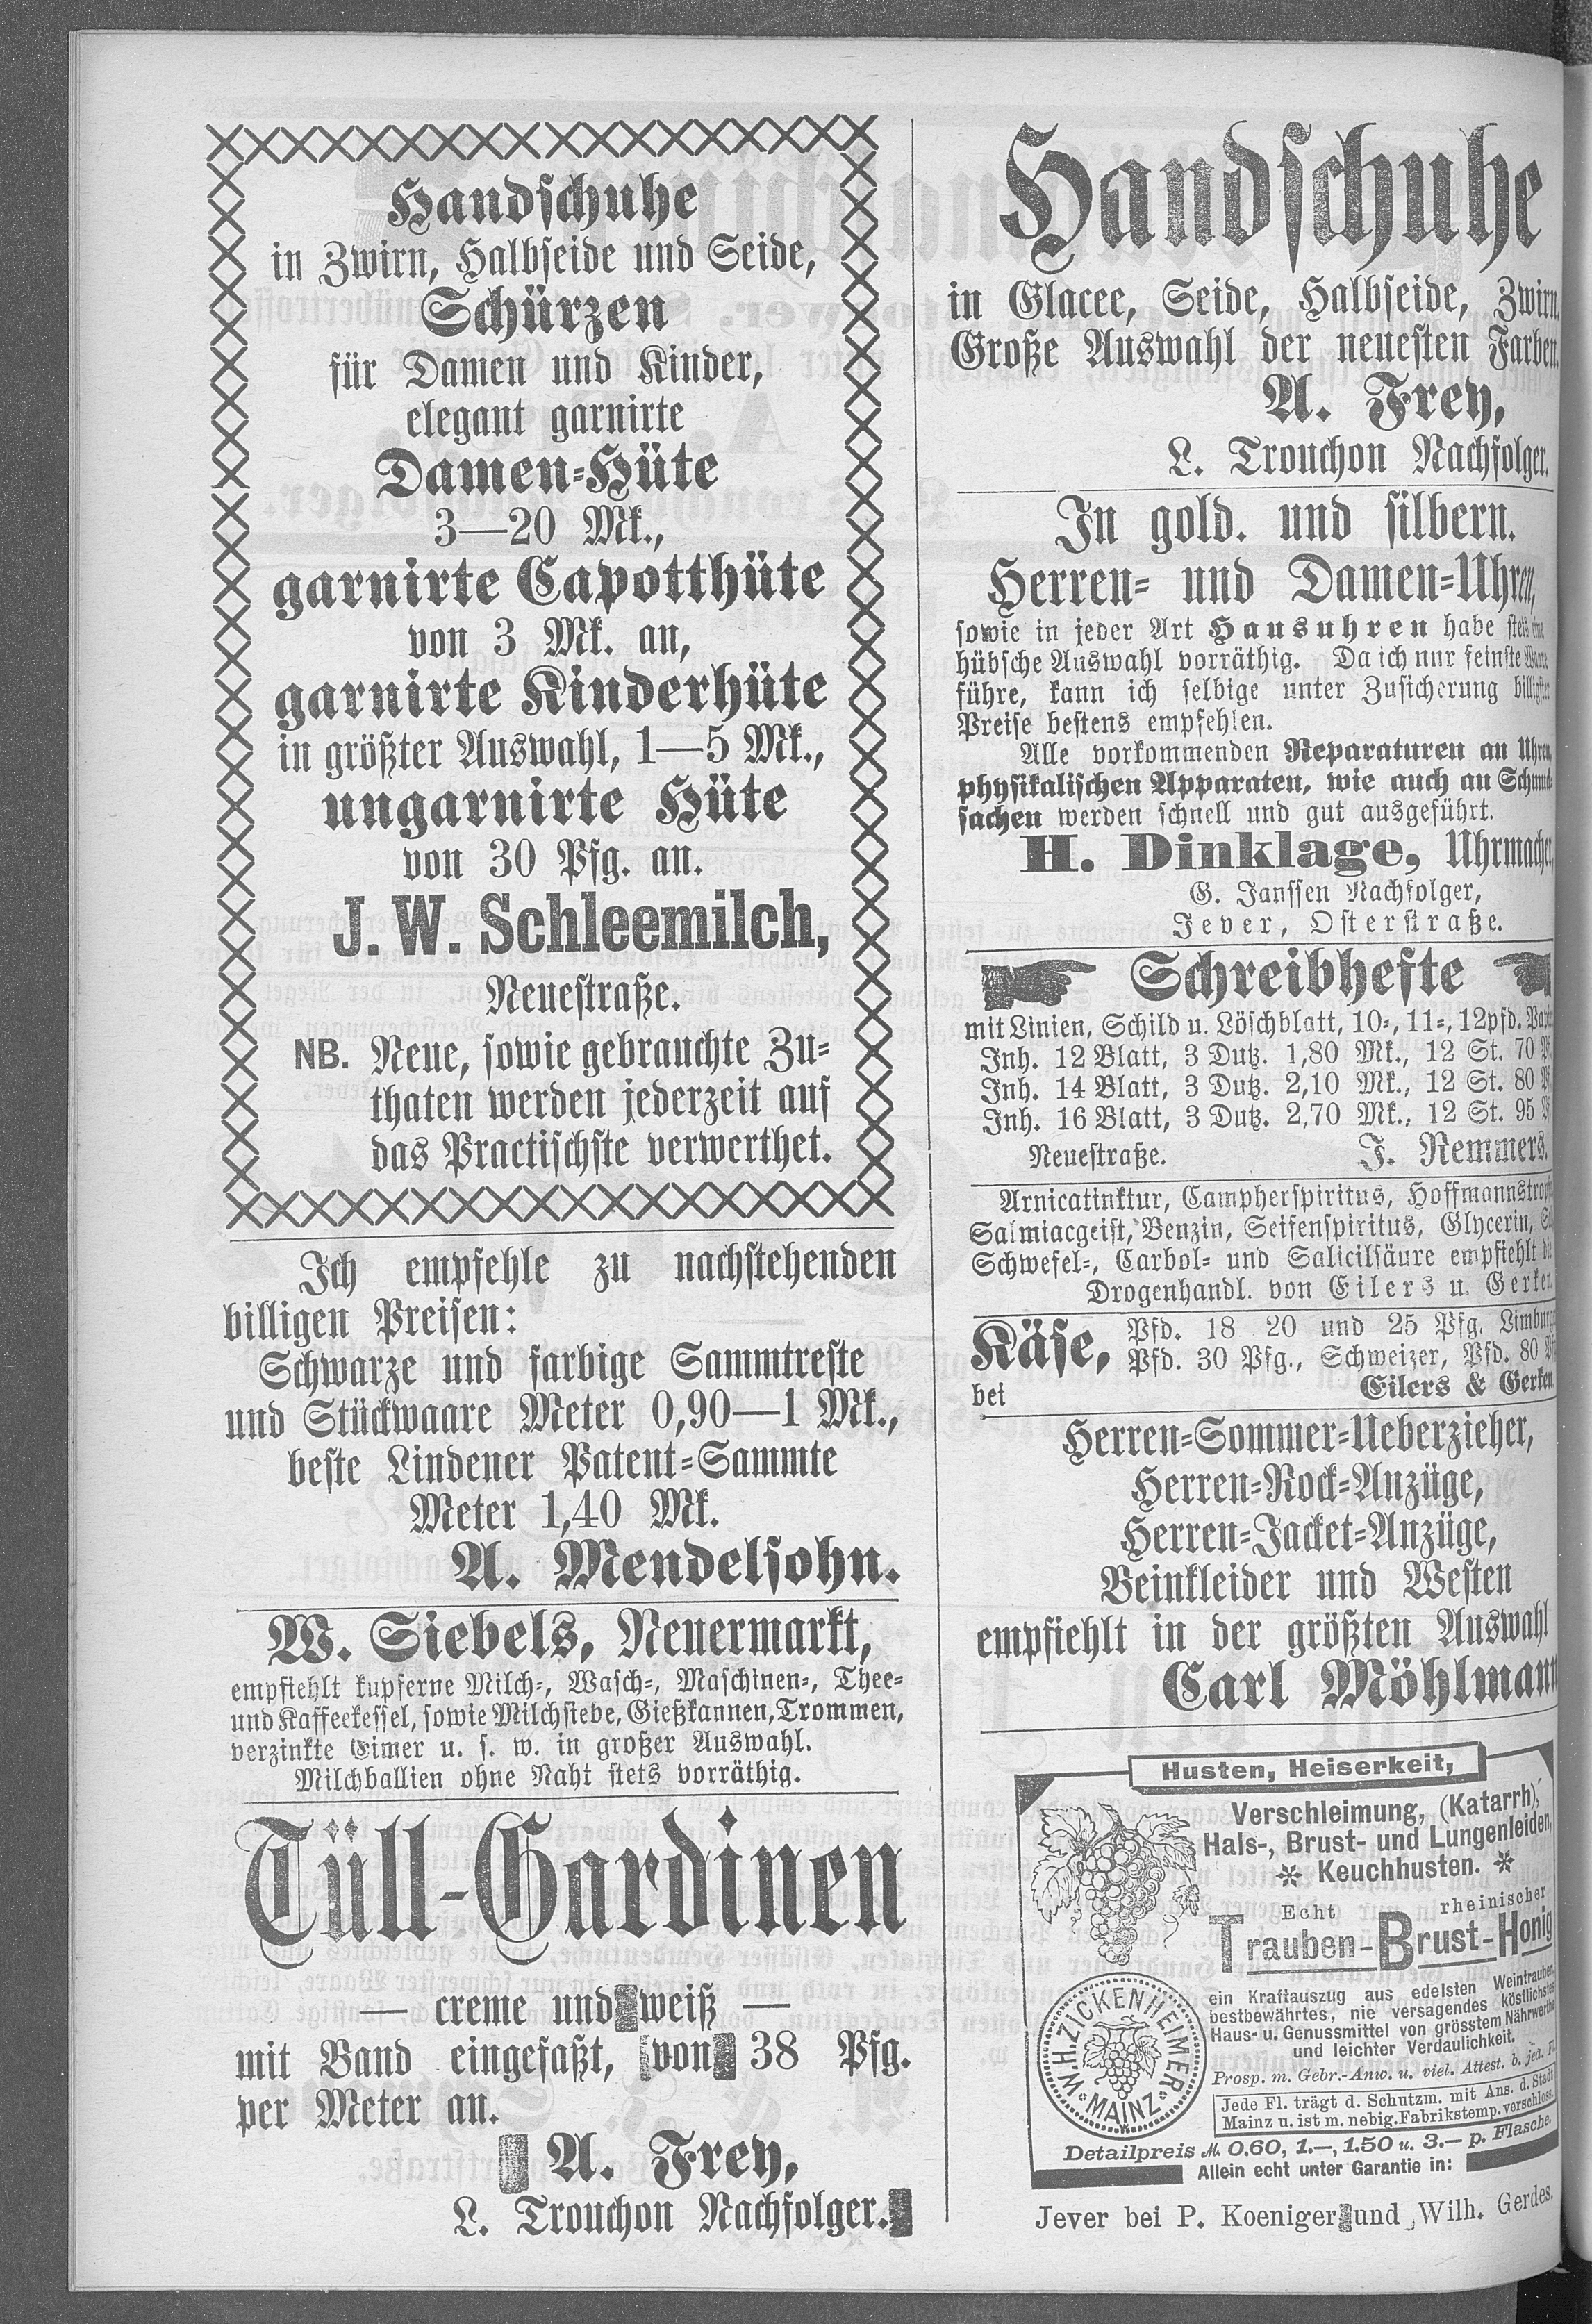 Handschuhe
in Zwirn, Halbseide und Seide,
Schürzen
für Damen und Kinder,
elegant garnirte
Damen-Hüte
3—20 Mk.,
garnirte Capotthüte
von 3 Mk. an,
garnirte Kinderhüte
in größter Auswahl, 1—5 Mk.,
ungarnirte Hüte
von 30 Pfg. an.
J. W. Schleemilch,
Neuestraße.
NB. Neue, sowie gebrauchte Zu-
thaten werden jederzeit auf
das Practischste verwerthet.
Ich empfehle zu nachstehenden
billigen Preisen:
Schwarze und farbige Sammtreste
und Stückwaare Meter 0,90—1 Mk.,
beste Lindener Patent-Sammte
Meter 1,40 Mk.
A. Mendelsohn.
W. Siebels, Neuermarkt,
empfiehlt kupferne Milch-, Wasch-, Maschinen-, Thee-
und Kaffeekessel, sowie Milchsiebe, Gießkannen, Trommen,
verzinkte Eimer u. s. w. in großer Auswahl.
Milchballien ohne Naht stets vorräthig.
Tüll-Gardinen
— creme und weiß —
mit Band eingefaßt, von 38 Pfg.
per Meter an.
A. Frey,
L. Trouchon Nachfolger.
Handschuhe
in Glacee, Seide, Halbseide, Zwirn.
Große Auswahl der neuesten Farben.
A. Frey,
L. Trouchon Nachfolger.
In gold. und silbern.
Herren- und Damen-Uhren,
sowie in jeder Art Hausuhren habe stets eine
hübsche Auswahl vorräthig. Da ich nur feinste Waare
führe, kann ich selbige unter Zusicherung billigster
Preise bestens empfehlen.
Alle vorkommenden Reparaturen an Uhren,
physikalischen Apparaten, wie auch an Schmuck-
sachen werden schnell und gut ausgeführt.
H. Dinklage, Uhrmacher,
G. Janssen Nachfolger,
Jever, Osterstraße.
Schreibhefte
mit Linien, Schild u. Löschblatt, 10-, 11-, 12pfd. Papier
Inh. 12 Blatt, 3 Dutz. 1,80 Mk., 12 St. 70
Inh. 14 Blatt, 3 Dutz. 2,10 Mk., 12 St. 80
Inh. 16 Blatt, 3 Dutz. 2,70 Mk., 12 St. 95
Neuestraße. J. Remmers.
Arnicatinktur, Campherspiritus, Hoffmannstropfen
Salmiacgeist, Benzin, Seifenspiritus, Glycerin,
Schwefel-, Carbol- und Salicilsäure empfiehlt die
Drogenhandl. von Eilers u. Gerken.
Käse, Pfd. 18 20 und 25 Pfg. Limburger
Pfd. 30 Pfg., Schweizer, Pfd. 80
bei Eilers & Gerken
Herren-Sommer-Ueberzieher,
Herren-Rock-Anzüge,
Herren-Jacket-Anzüge,
Beinkleider und Westen
empfiehlt in der größten Auswahl
Carl Möhlmann
Husten, Heiserkeit,
Verschleimung, (Katarrh),
Hals-, Brust- und Lungenleiden,
Keuchhusten.
Echt rheinischer
Trauben-Brust-Honig
ein Kraftauszug aus edelsten Weintrauben,
bestbewährtes, nie versagendes köstlichstes
Haus- u. Genussmittel von grösstem Nährwerthe
und leichter Verdaulichkeit.
Prosp. m. Gebr.-Anw. u. viel. Attest. b. jed. F.
W. H. ZICKENHEIMER
MAINZ
Jede Fl. trägt d. Schutzm. mit Ans. d. Stadt
Mainz u. ist m. nebig. Fabrikstemp. verschloss.
Detailpreis M. 0.60, 1.—, 1.50 u. 3.— p. Flasche.
Allein echt unter Garantie in:
Jever bei P. Koeniger und Wilh. Gerdes.